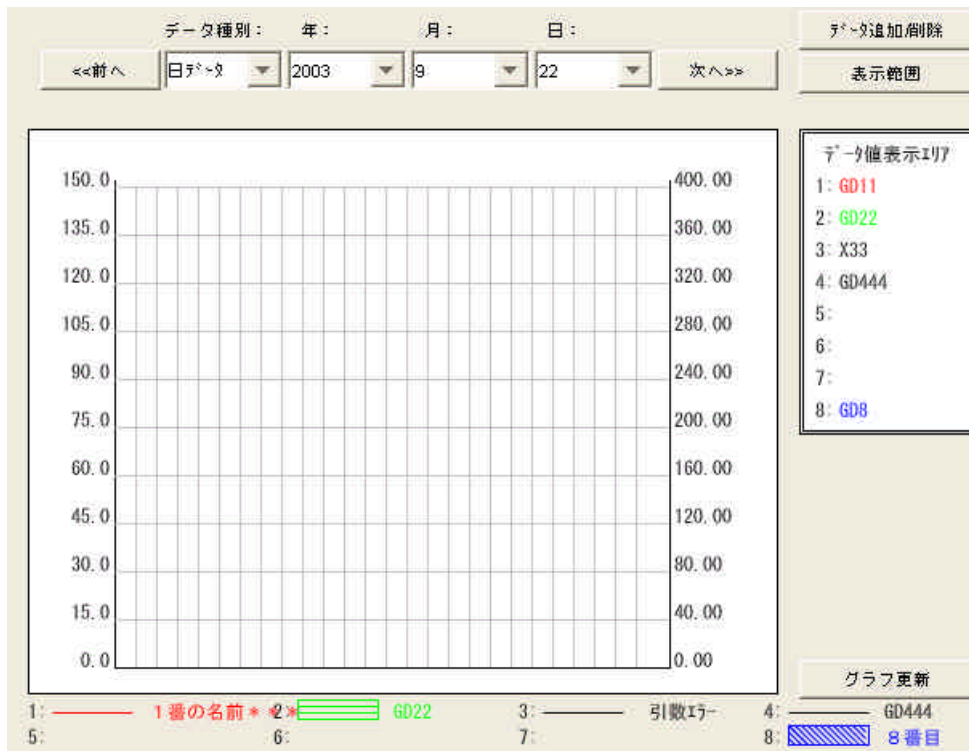 データ種別： 年： 月： 日：
<<前へ 日ﾃﾞｰﾀ 2003 9 22 次へ>>
ﾃﾞｰﾀ追加/削除
表示範囲
150.0 400.00
135.0 360.00
120.0 320.00
105.0 280.00
90.0 240.00
75.0 200.00
60.0 160.00
45.0 120.00
30.0 80.00
15.0 40.00
0.0 0.00
ﾃﾞｰﾀ値表示ｴﾘｱ
1: GD11
2: GD22
3: X33
4: GD444
5:
6:
7:
8: GD8
グラフ更新
1: １番の名前＊＊＊ 2 GD22 3: 引数ｴﾗｰ 4: GD444
5: 6: 7: 8: ８番目